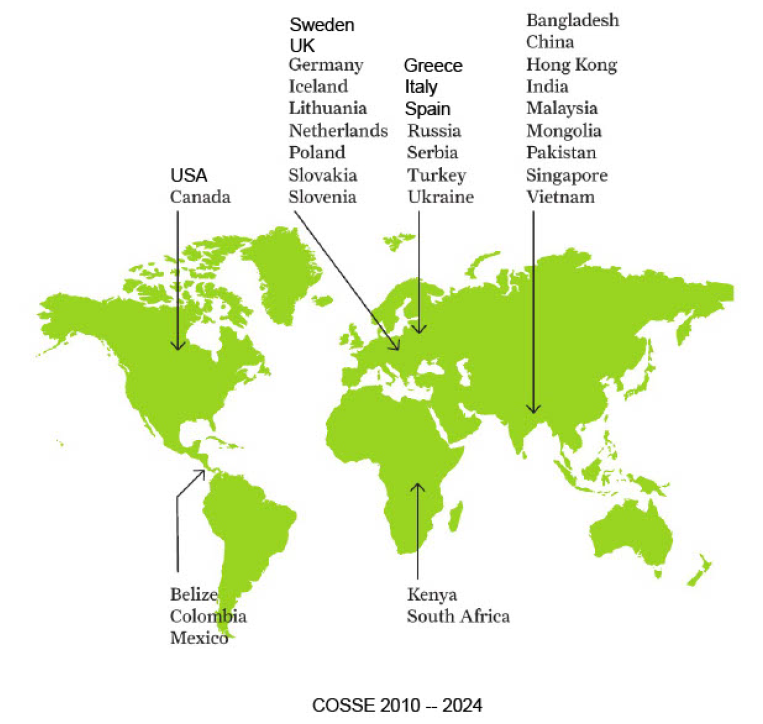 USA
Canada
Sweden
UK
Germany
Iceland
Lithuania
Netherlands
Poland
Slovakia
Slovenia
Greece
Italy
Spain
Russia
Serbia
Turkey
Ukraine
Bangladesh
China
Hong Kong
India
Malaysia
Mongolia
Pakistan
Singapore
Vietnam
Belize
Colombia
Mexico
Kenya
South Africa
COSSE 2010 -- 2024